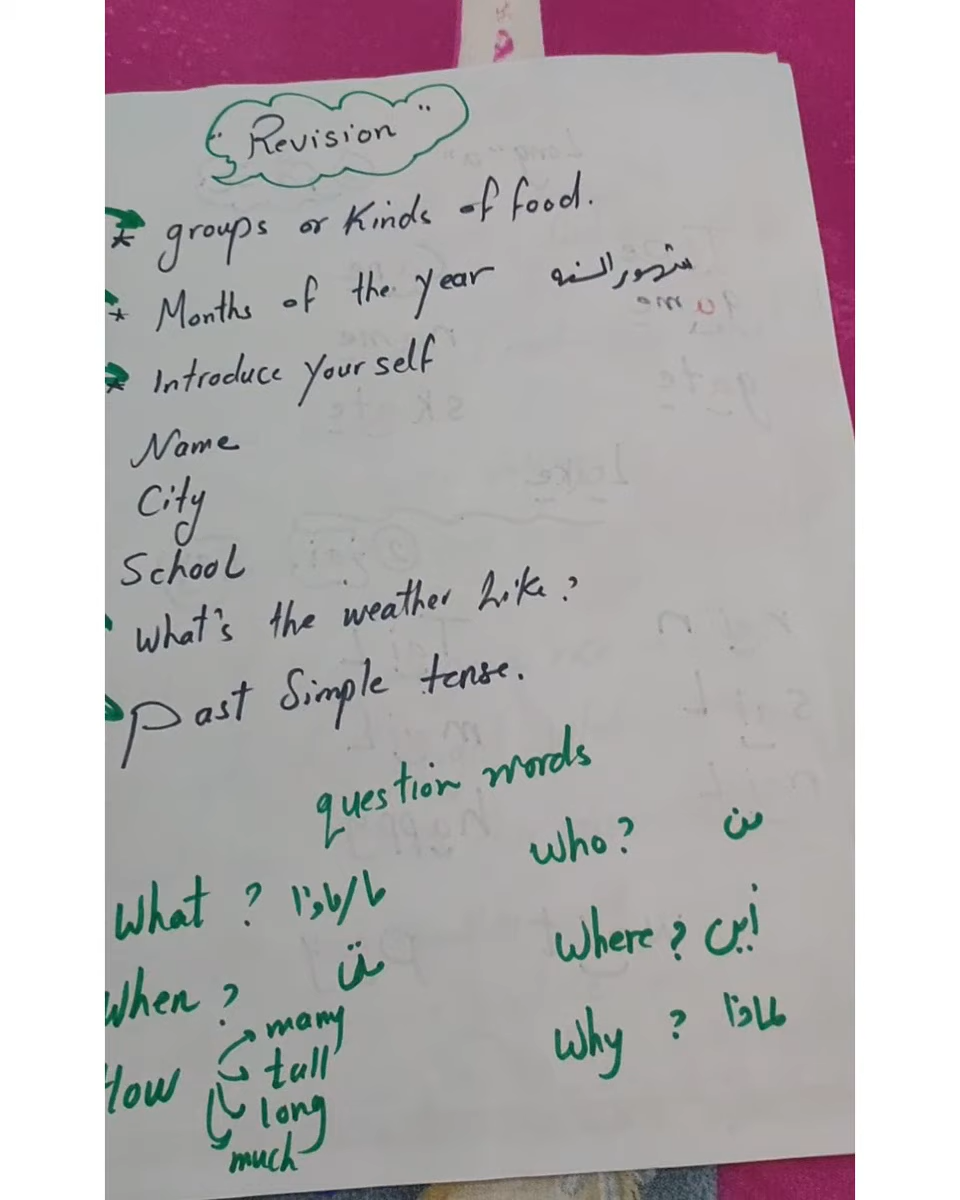 "Revision"
* groups or kinds of food.
* Months of the year شهور السنه
* Introduce your self
Name
City
School
What's the weather Like?
Past Simple tense.
question words
Who? من
What? ما/ماذا
Where? أين
When? متى
Why? لماذا
How many
tall
long
much